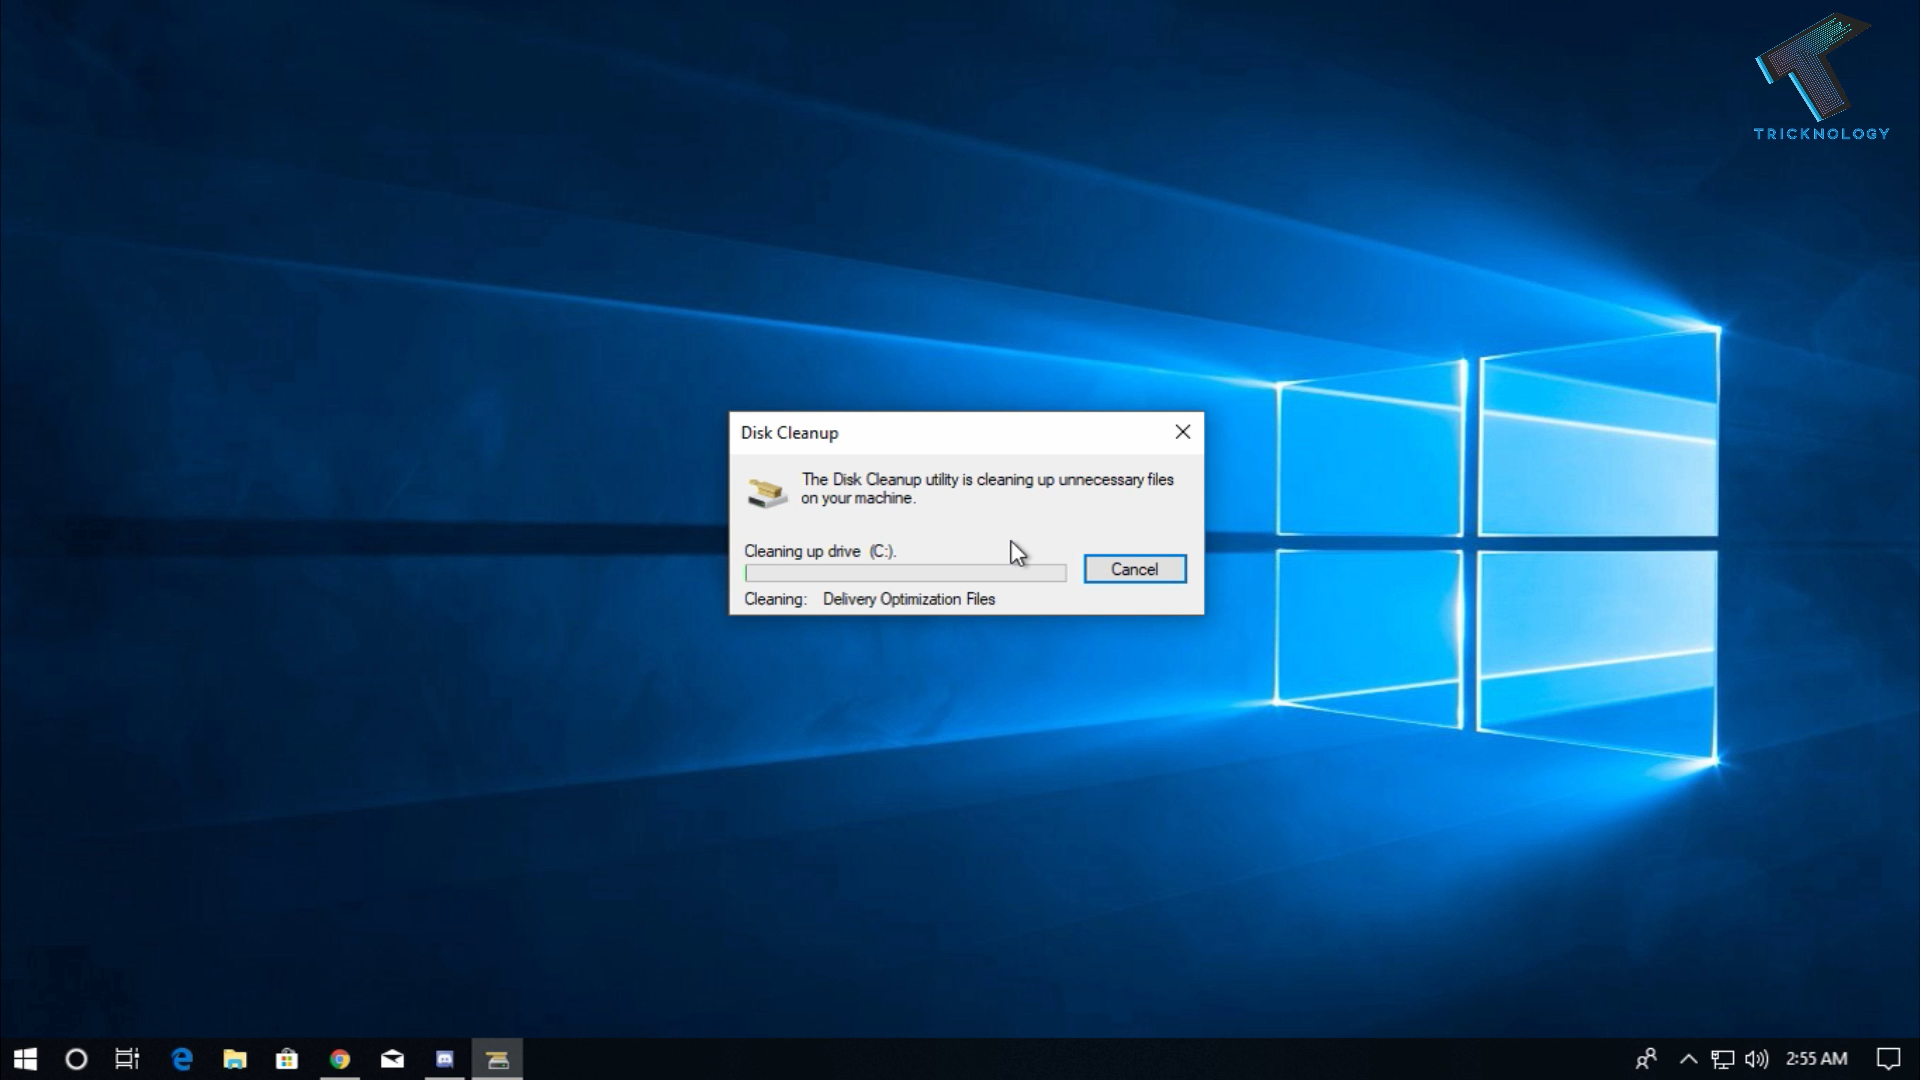 TRICKNOLOGY
Disk Cleanup
The Disk Cleanup utility is cleaning up unnecessary files
on your machine.
Cleaning up drive (C:).
Cancel
Cleaning: Delivery Optimization Files
2:55 AM